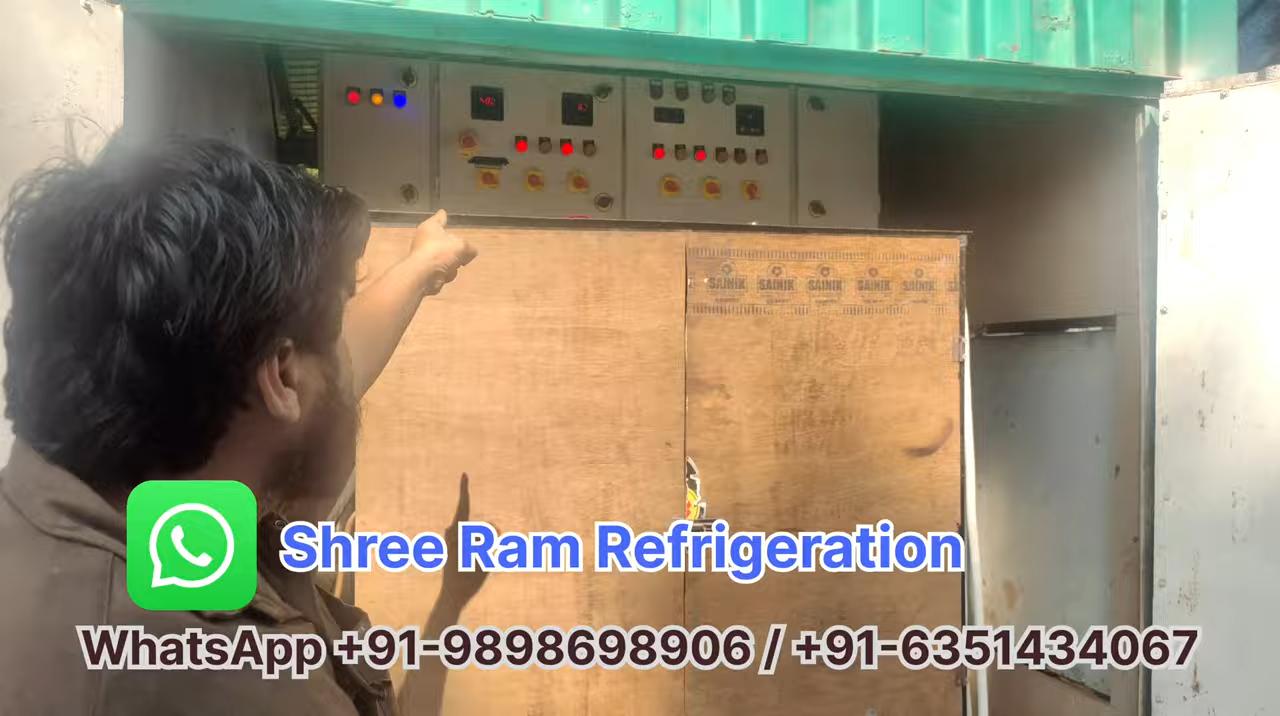 SAINIK SAINIK SAINIK SAINIK SAINIK
Shree Ram Refrigeration
WhatsApp +91-9898698906 / +91-6351434067